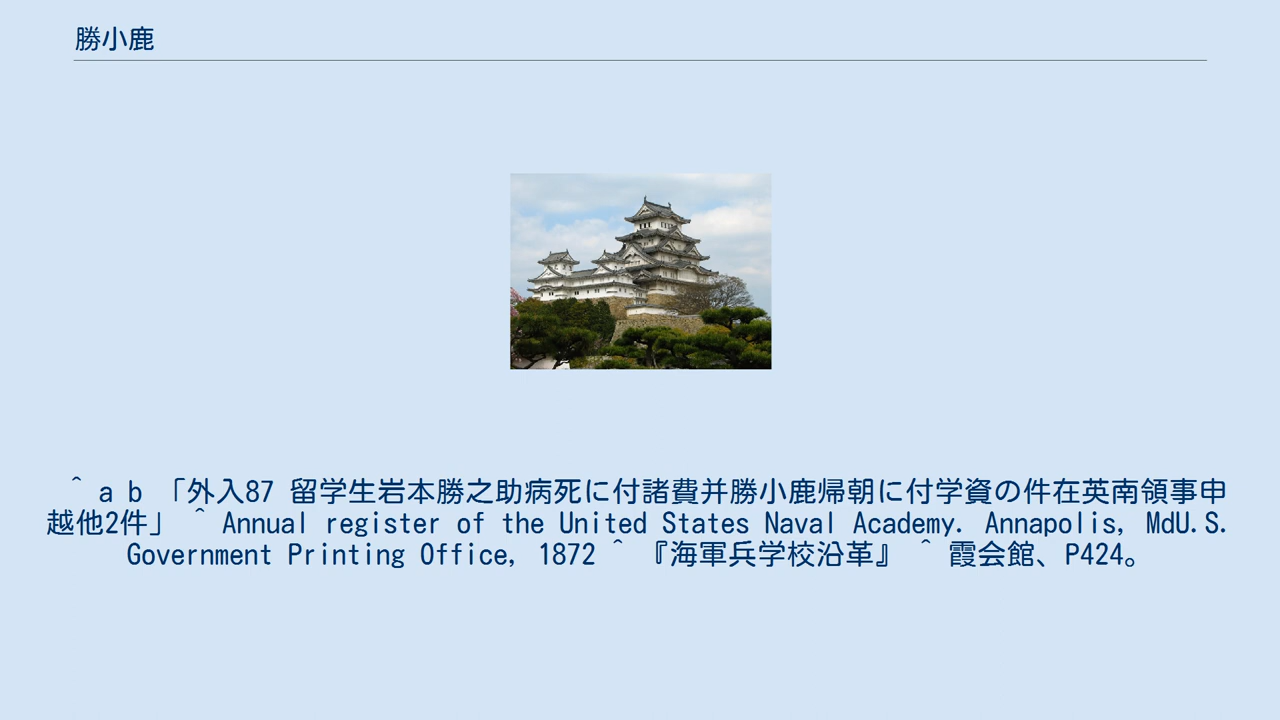 勝小鹿
^ a b 「外入87 留学生岩本勝之助病死に付諸費并勝小鹿帰朝に付学資の件在英南領事申
越他2件」 ^ Annual register of the United States Naval Academy. Annapolis, MdU.S.
Government Printing Office, 1872 ^ 『海軍兵学校沿革』 ^ 霞会館、P424。